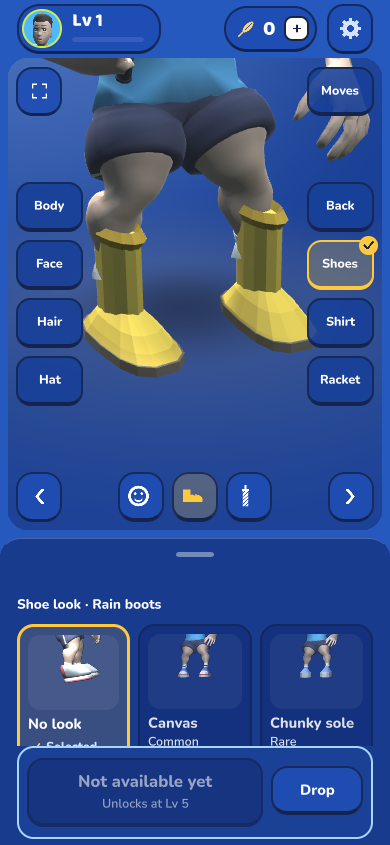 Lv 1
0
+
Moves
Body
Back
Face
Shoes
Hair
Shirt
Hat
Racket
Shoe look · Rain boots
No look
Canvas
Chunky sole
✓ Selected
Common
Rare
Not available yet
Unlocks at Lv 5
Drop